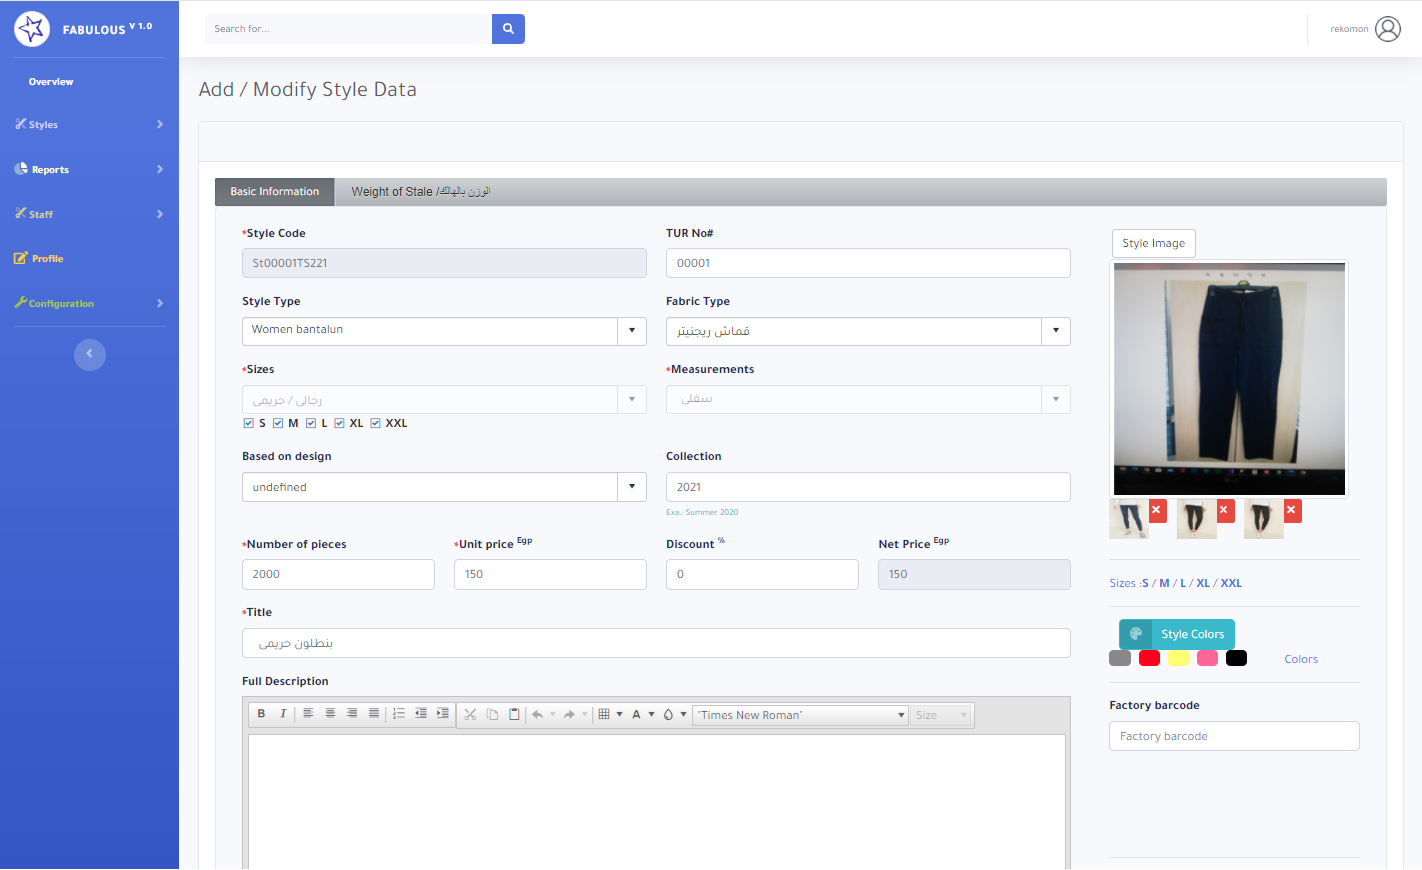 FABULOUS V 1.0
Search for...
rekomon
Overview
Styles
Reports
Staff
Profile
Configuration
Add / Modify Style Data
Basic Information
Weight of Stale /الوزن بالهالك
*Style Code
St00001TS221
TUR No#
00001
Style Type
Women bantalun
Fabric Type
قماش ريجنيتر
*Sizes
رجالى / حريمى
S M L XL XXL
*Measurements
سفلى
Based on design
undefined
Collection
2021
Exa.: Summer 2020
*Number of pieces
2000
*Unit price Egp
150
Discount %
0
Net Price Egp
150
*Title
بنطلون حريمى
Full Description
B I A "Times New Roman" Size
Style Image
Sizes :S / M / L / XL / XXL
Style Colors
Colors
Factory barcode
Factory barcode